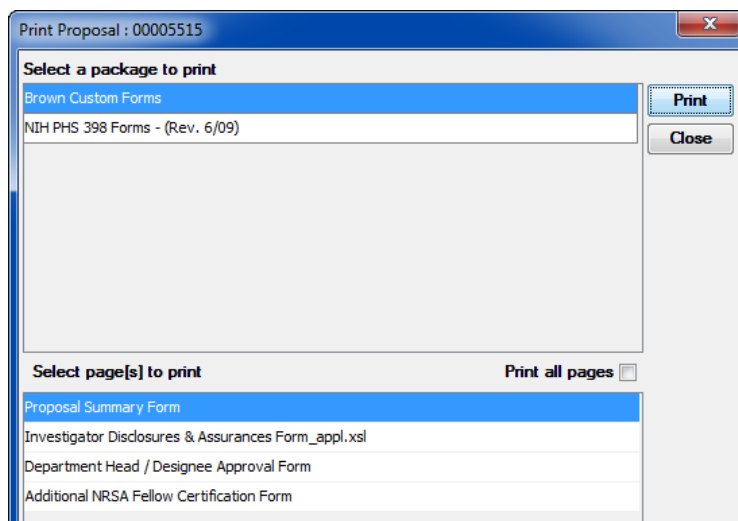 Print Proposal : 00005515
Select a package to print
Brown Custom Forms
Print
NIH PHS 398 Forms - (Rev. 6/09)
Close
Select page[s] to print Print all pages
Proposal Summary Form
Investigator Disclosures & Assurances Form_appl.xsl
Department Head / Designee Approval Form
Additional NRSA Fellow Certification Form